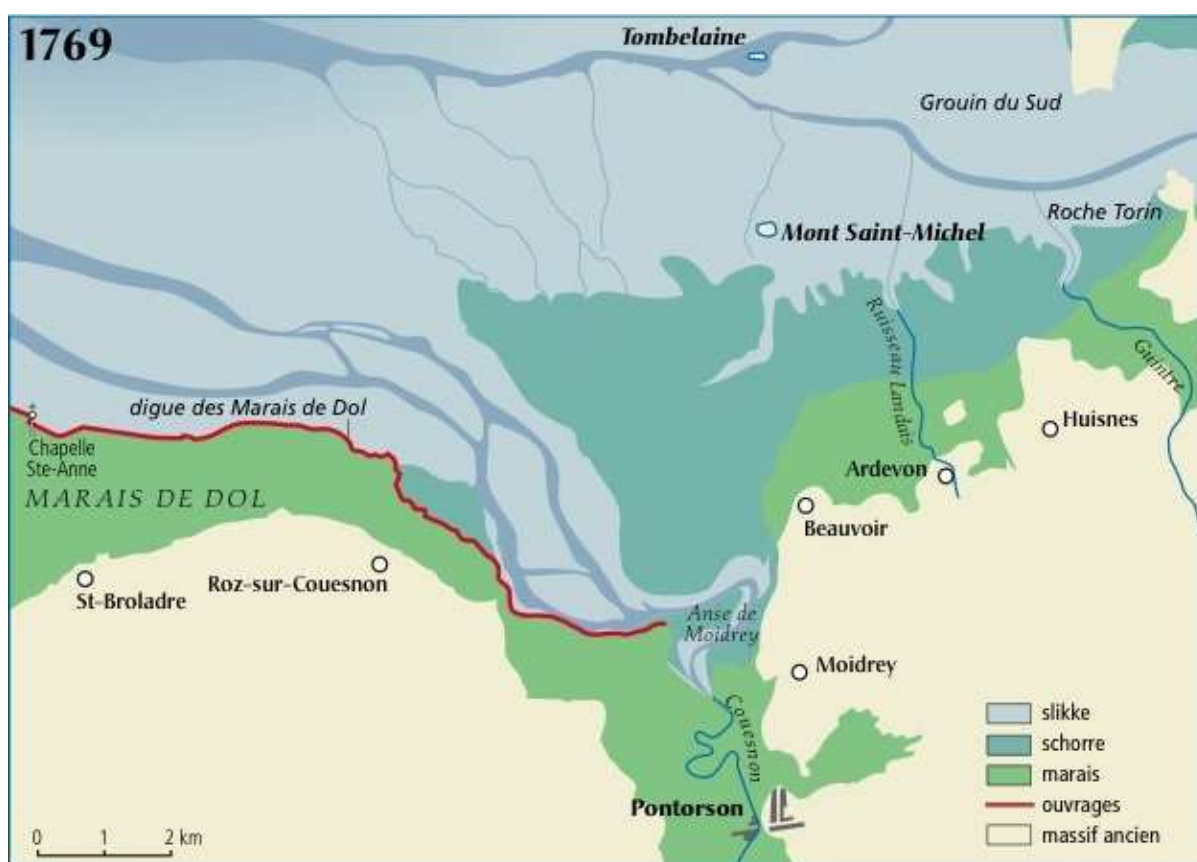 1769
Tombelaine
Grouin du Sud
Roche Torin
Mont Saint-Michel
Ruisseau Landais
Guintre
digue des Marais de Dol
Chapelle
Ste-Anne
MARAIS DE DOL
Huisnes
Ardevon
Beauvoir
Roz-sur-Couesnon
St-Broladre
Anse de
Moidrey
Moidrey
Couesnon
Pontorson
slikke
schorre
marais
ouvrages
massif ancien
0 1 2 km